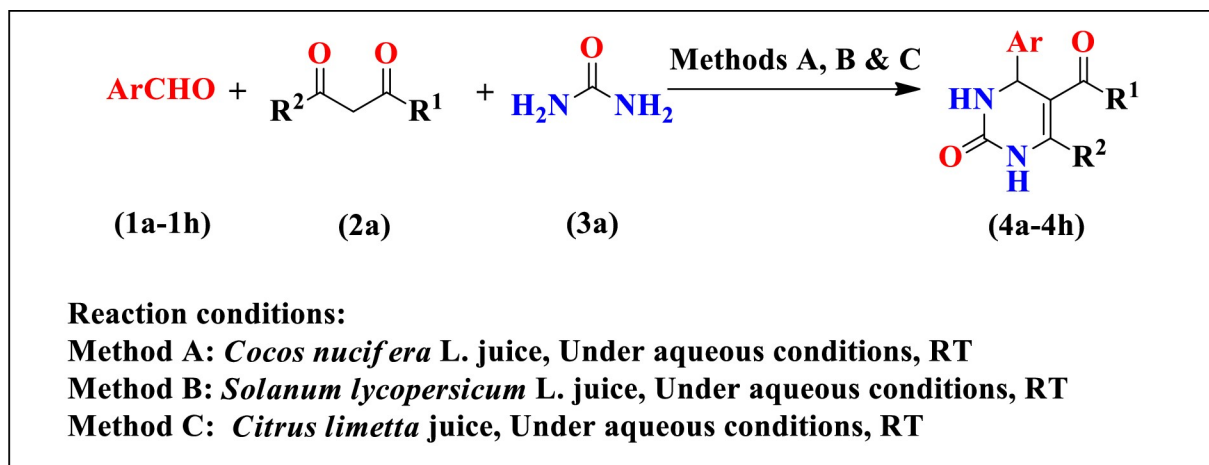 O O O Methods A, B & C Ar O
ArCHO + R² R¹ + H₂N NH₂ HN R¹
O N R²
H
(1a-1h) (2a) (3a) (4a-4h)
Reaction conditions:
Method A: Cocos nucifera L. juice, Under aqueous conditions, RT
Method B: Solanum lycopersicum L. juice, Under aqueous conditions, RT
Method C: Citrus limetta juice, Under aqueous conditions, RT